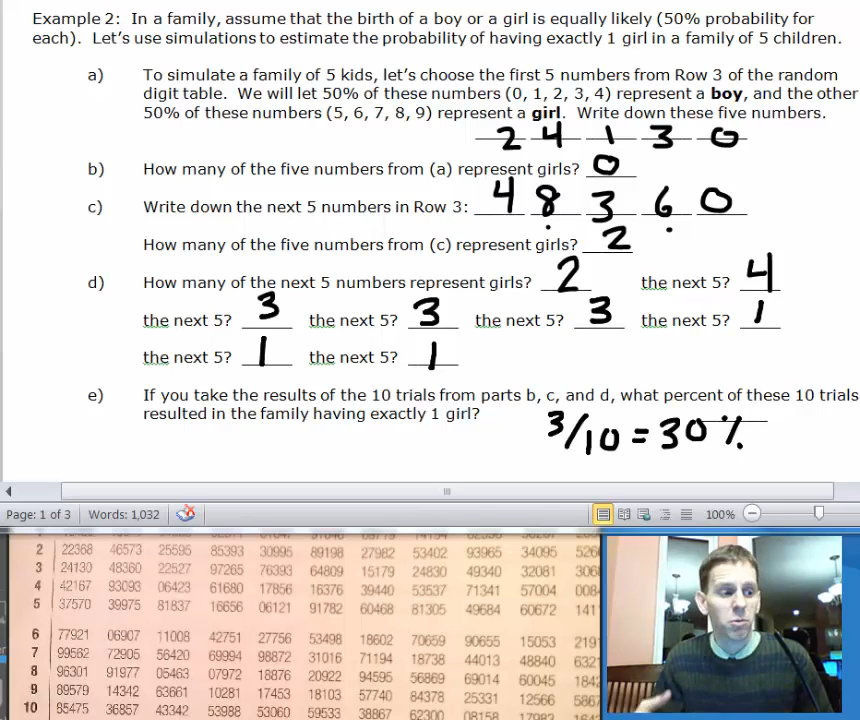 Example 2: In a family, assume that the birth of a boy or a girl is equally likely (50% probability for
each). Let's use simulations to estimate the probability of having exactly 1 girl in a family of 5 children.
a) To simulate a family of 5 kids, let's choose the first 5 numbers from Row 3 of the random
digit table. We will let 50% of these numbers (0, 1, 2, 3, 4) represent a boy, and the other
50% of these numbers (5, 6, 7, 8, 9) represent a girl. Write down these five numbers.
2 4 1 3 0
b) How many of the five numbers from (a) represent girls? 0
c) Write down the next 5 numbers in Row 3: 4 8 3 6 0
How many of the five numbers from (c) represent girls? 2
d) How many of the next 5 numbers represent girls? 2 the next 5? 4
the next 5? 3 the next 5? 3 the next 5? 3 the next 5? 1
the next 5? 1 the next 5? 1
e) If you take the results of the 10 trials from parts b, c, and d, what percent of these 10 trials
resulted in the family having exactly 1 girl?
3/10 = 30%
Page: 1 of 3 Words: 1,032 100%
2 22368 46573 25595 85393 30995 89198 27982 53402 93965 34095 526
3 24130 48360 22527 97265 76393 64809 15179 24830 49340 32081 306
4 42167 93093 06423 61680 17856 16376 39440 53537 71341 57004 008
5 37570 39975 81837 16656 06121 91782 60468 81305 49684 60672 141
6 77921 06907 11008 42751 27756 53498 18602 70659 90655 15053 219
7 99562 72905 56420 69994 98872 31016 71194 18738 44013 48840 632
8 96301 91977 05463 07972 18876 20922 94595 56869 69014 60045 184
9 89579 14342 63661 10281 17453 18103 57740 84378 25331 12566 586
10 85475 36857 43342 53988 53060 59533 38867 62300 08158